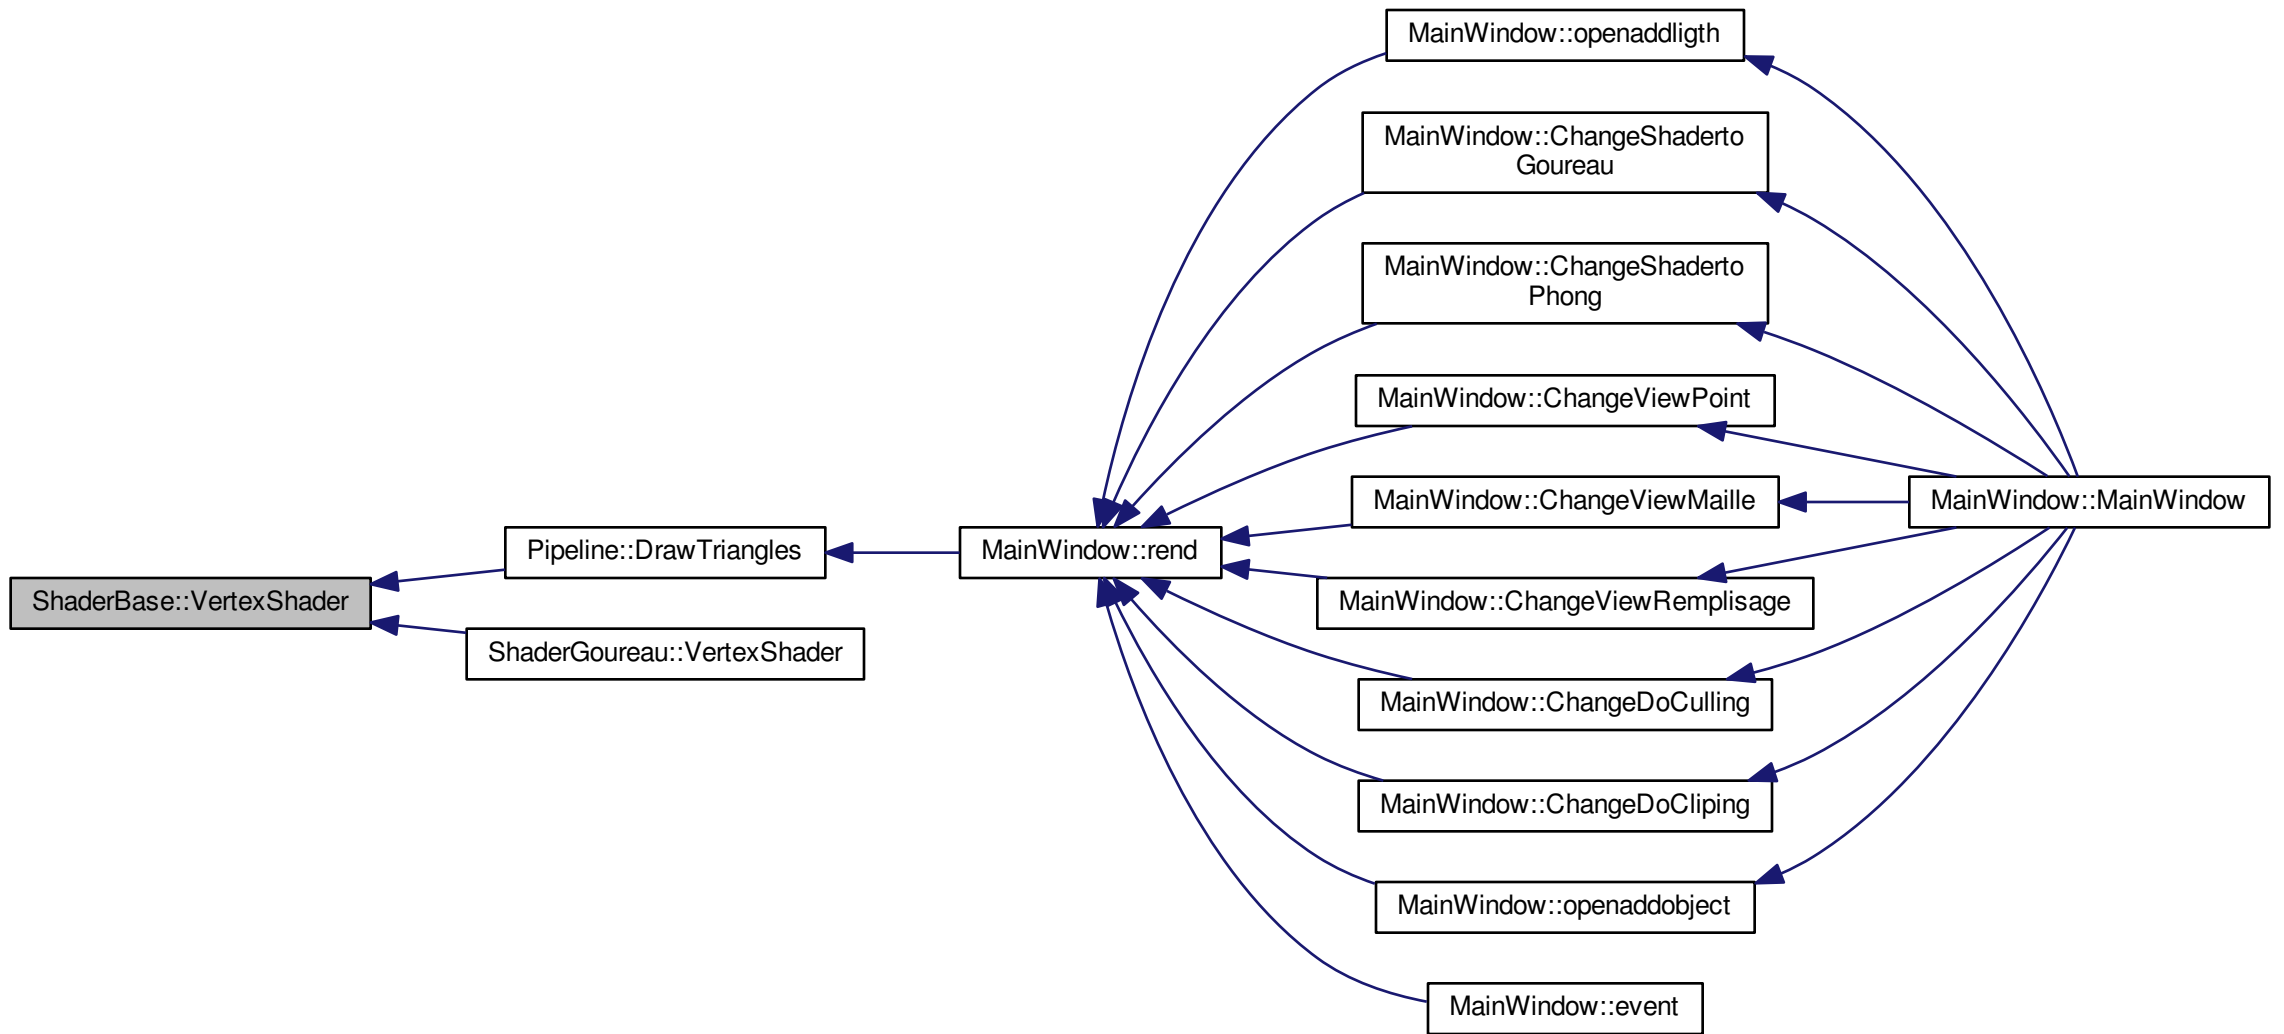 ShaderBase::VertexShader
Pipeline::DrawTriangles
ShaderGoureau::VertexShader
MainWindow::rend
MainWindow::openaddligth
MainWindow::ChangeShaderto
Goureau
MainWindow::ChangeShaderto
Phong
MainWindow::ChangeViewPoint
MainWindow::ChangeViewMaille
MainWindow::ChangeViewRemplisage
MainWindow::ChangeDoCulling
MainWindow::ChangeDoCliping
MainWindow::openaddobject
MainWindow::event
MainWindow::MainWindow